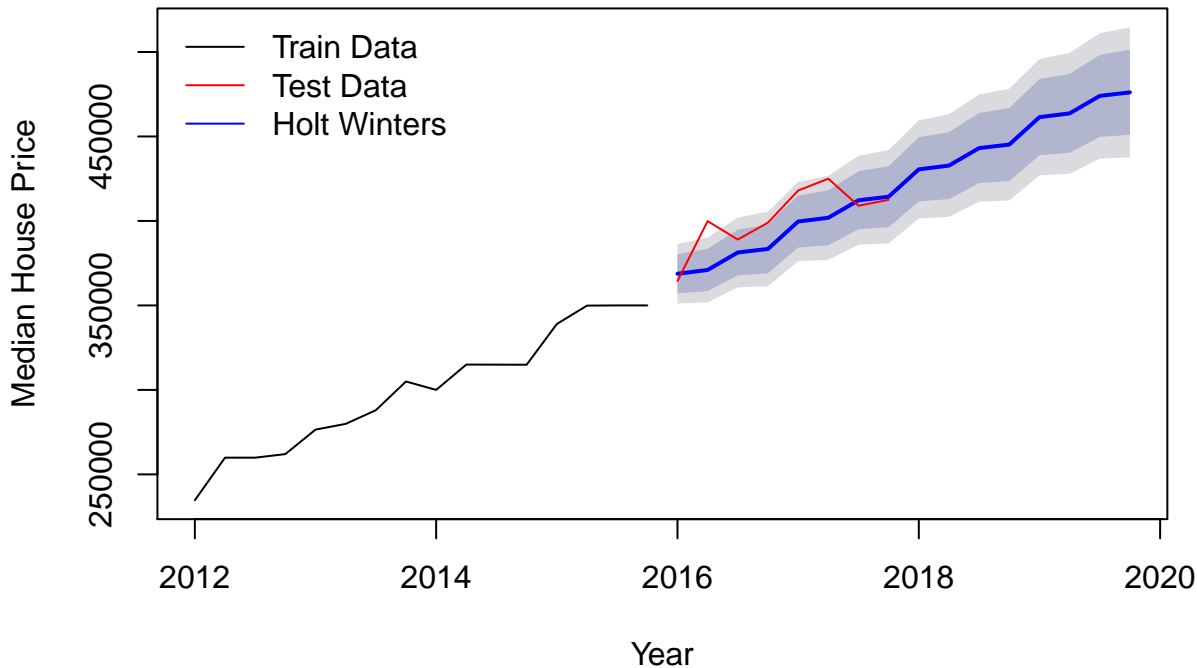 Train Data
Test Data
Holt Winters
Median House Price
450000
350000
250000
2012 2014 2016 2018 2020
Year